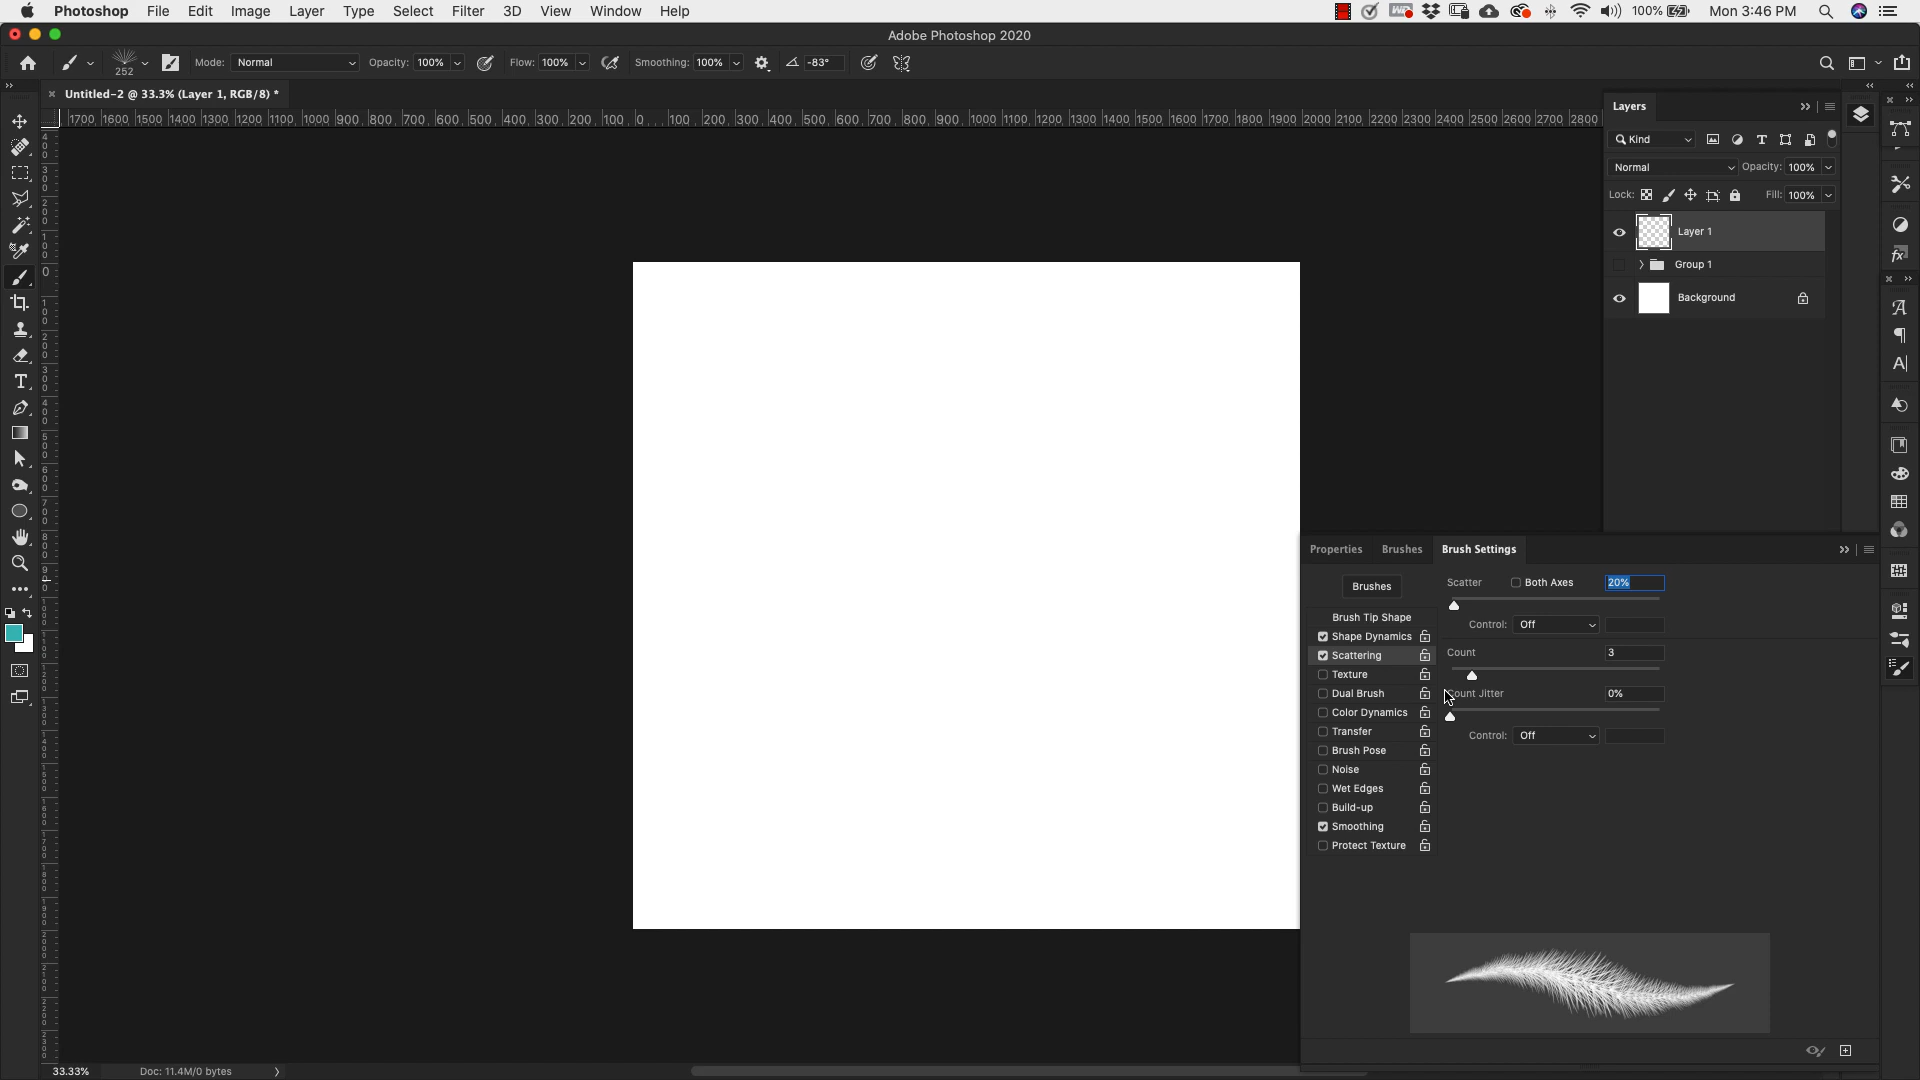 Photoshop File Edit Image Layer Type Select Filter 3D View Window Help 100% Mon 3:46 PM
Adobe Photoshop 2020
252 Mode: Normal Opacity: 100% Flow: 100% Smoothing: 100% -83°
Untitled-2 @ 33.3% (Layer 1, RGB/8) *
1700 1600 1500 1400 1300 1200 1100 1000 900 800 700 600 500 400 300 200 100 0 100 200 300 400 500 600 700 800 900 1000 1100 1200 1300 1400 1500 1600 1700 1800 1900 2000 2100 2200 2300 2400 2500 2600 2700 2800
Layers
Kind
Normal Opacity: 100%
Lock: Fill: 100%
Layer 1
Group 1
Background
Properties Brushes Brush Settings
Brushes
Scatter Both Axes 20%
Control: Off
Count 3
Count Jitter 0%
Control: Off
Brush Tip Shape
Shape Dynamics
Scattering
Texture
Dual Brush
Color Dynamics
Transfer
Brush Pose
Noise
Wet Edges
Build-up
Smoothing
Protect Texture
33.33% Doc: 11.4M/0 bytes